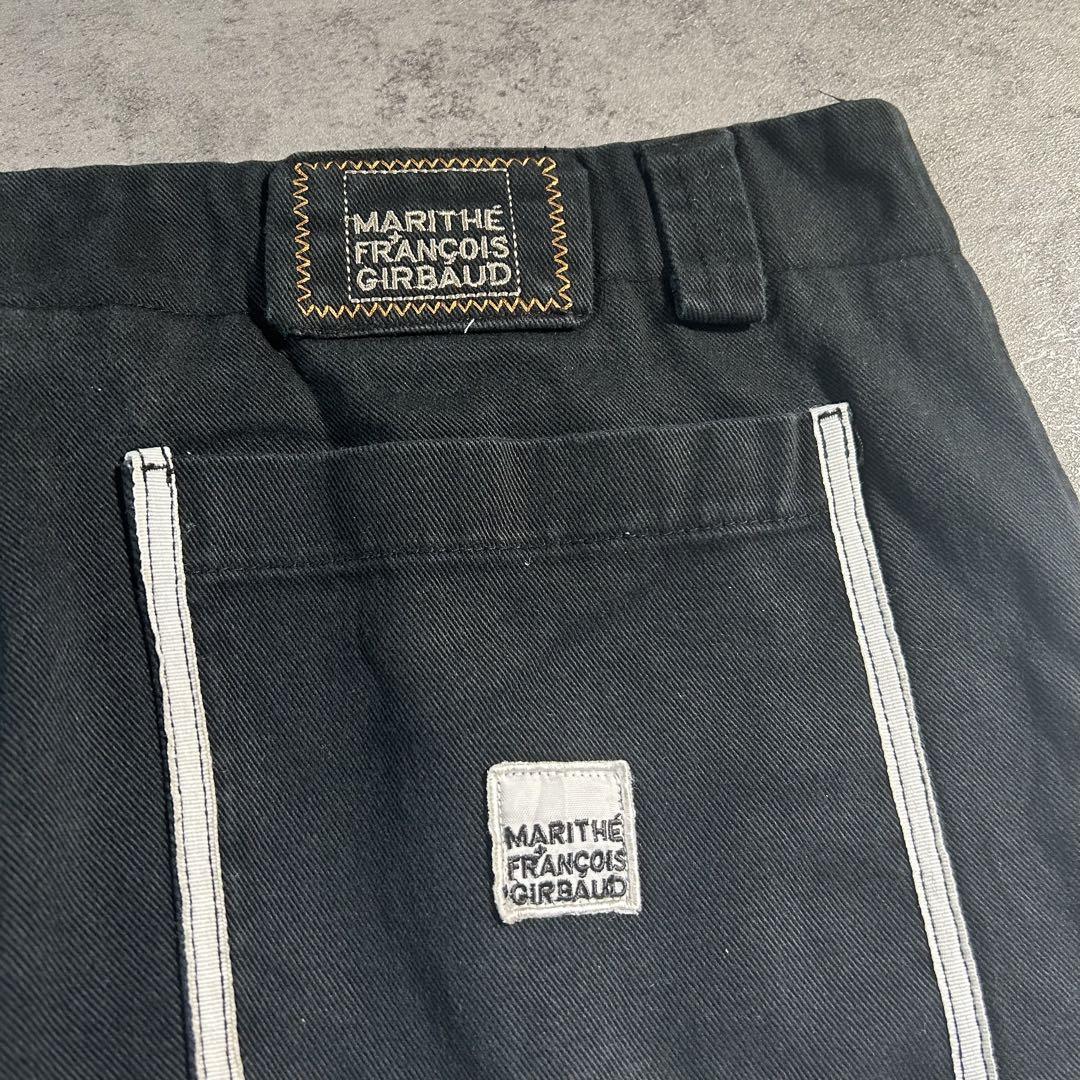 MARITHÉ
+
FRANÇOIS
GIRBAUD
MARITHÉ
+
FRANÇOIS
GIRBAUD